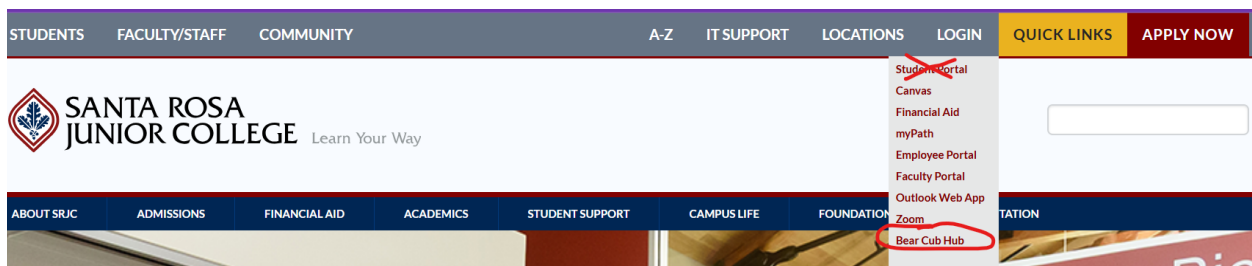 STUDENTS FACULTY/STAFF COMMUNITY A-Z IT SUPPORT LOCATIONS LOGIN QUICK LINKS APPLY NOW
Student Portal
Canvas
Financial Aid
myPath
Employee Portal
Faculty Portal
Outlook Web App
Zoom
Bear Cub Hub
SANTA ROSA
JUNIOR COLLEGE Learn Your Way
ABOUT SRJC ADMISSIONS FINANCIAL AID ACADEMICS STUDENT SUPPORT CAMPUS LIFE FOUNDATION TATION